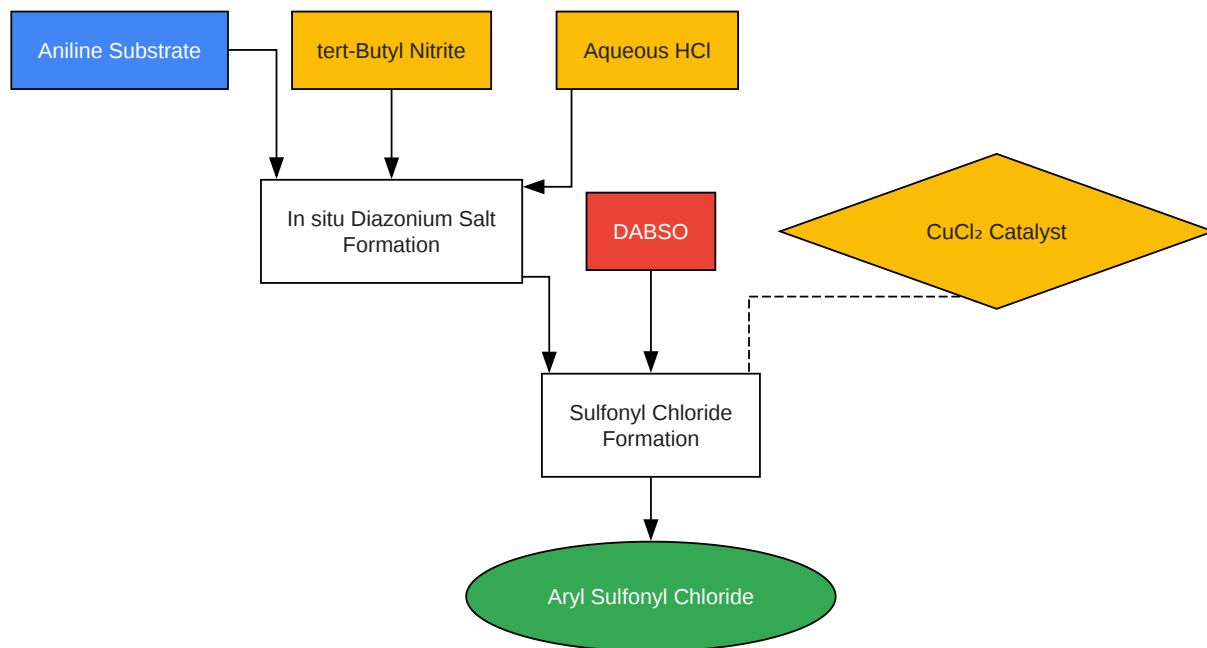 Aniline Substrate
tert-Butyl Nitrite
Aqueous HCl
In situ Diazonium Salt
Formation
DABSO
CuCl₂ Catalyst
Sulfonyl Chloride
Formation
Aryl Sulfonyl Chloride